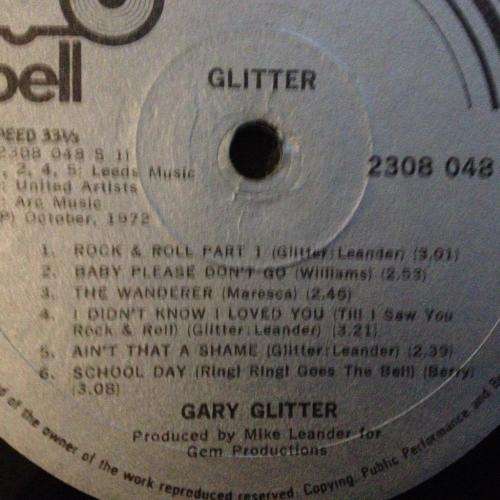 bell
GLITTER
PEED 33⅓
2308 048 S 1)
, 2, 4, 5: Leeds Music
: United Artists
: Arc Music
P) October, 1972
2308 048
1. ROCK & ROLL PART 1 (Glitter: Leander) (3.01)
2. BABY PLEASE DON'T GO (Williams) (2.53)
3. THE WANDERER (Maresca) (2.46)
4. I DIDN'T KNOW I LOVED YOU (Till I Saw You
Rock & Roll) (Glitter: Leander) (3.21)
5. AIN'T THAT A SHAME (Glitter: Leander) (2.39)
6. SCHOOL DAY (Ring! Ring! Goes The Bell) (Berry)
(3.08)
GARY GLITTER
Produced by Mike Leander for
Gem Productions
of the owner of the work reproduced reserved. Copying, Public Performance and